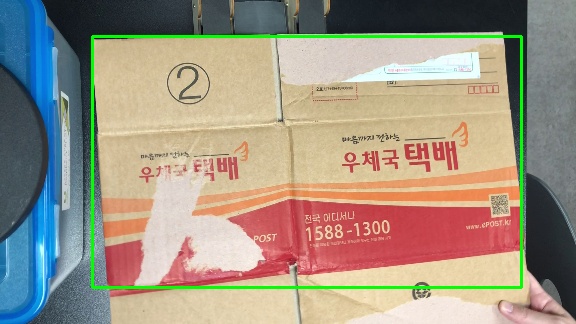 ②
마음까지 전하는
우체국 택배
마음까지 전하는
우체국 택배
POST
전국 어디서나
1588-1300
www.ePOST.kr